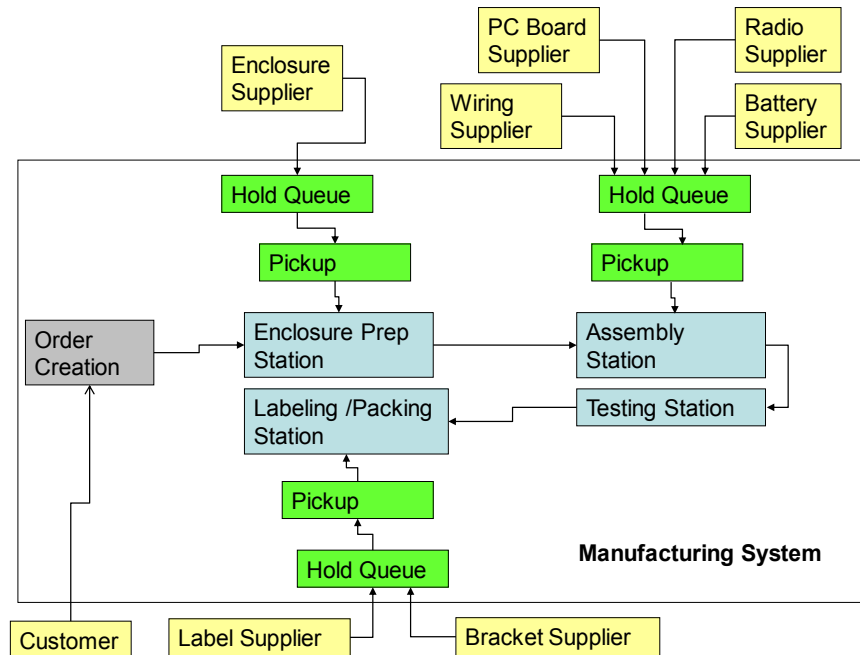 PC Board
Supplier
Radio
Supplier
Enclosure
Supplier
Wiring
Supplier
Battery
Supplier
Hold Queue
Hold Queue
Pickup
Pickup
Order
Creation
Enclosure Prep
Station
Assembly
Station
Labeling /Packing
Station
Testing Station
Pickup
Manufacturing System
Hold Queue
Customer
Label Supplier
Bracket Supplier